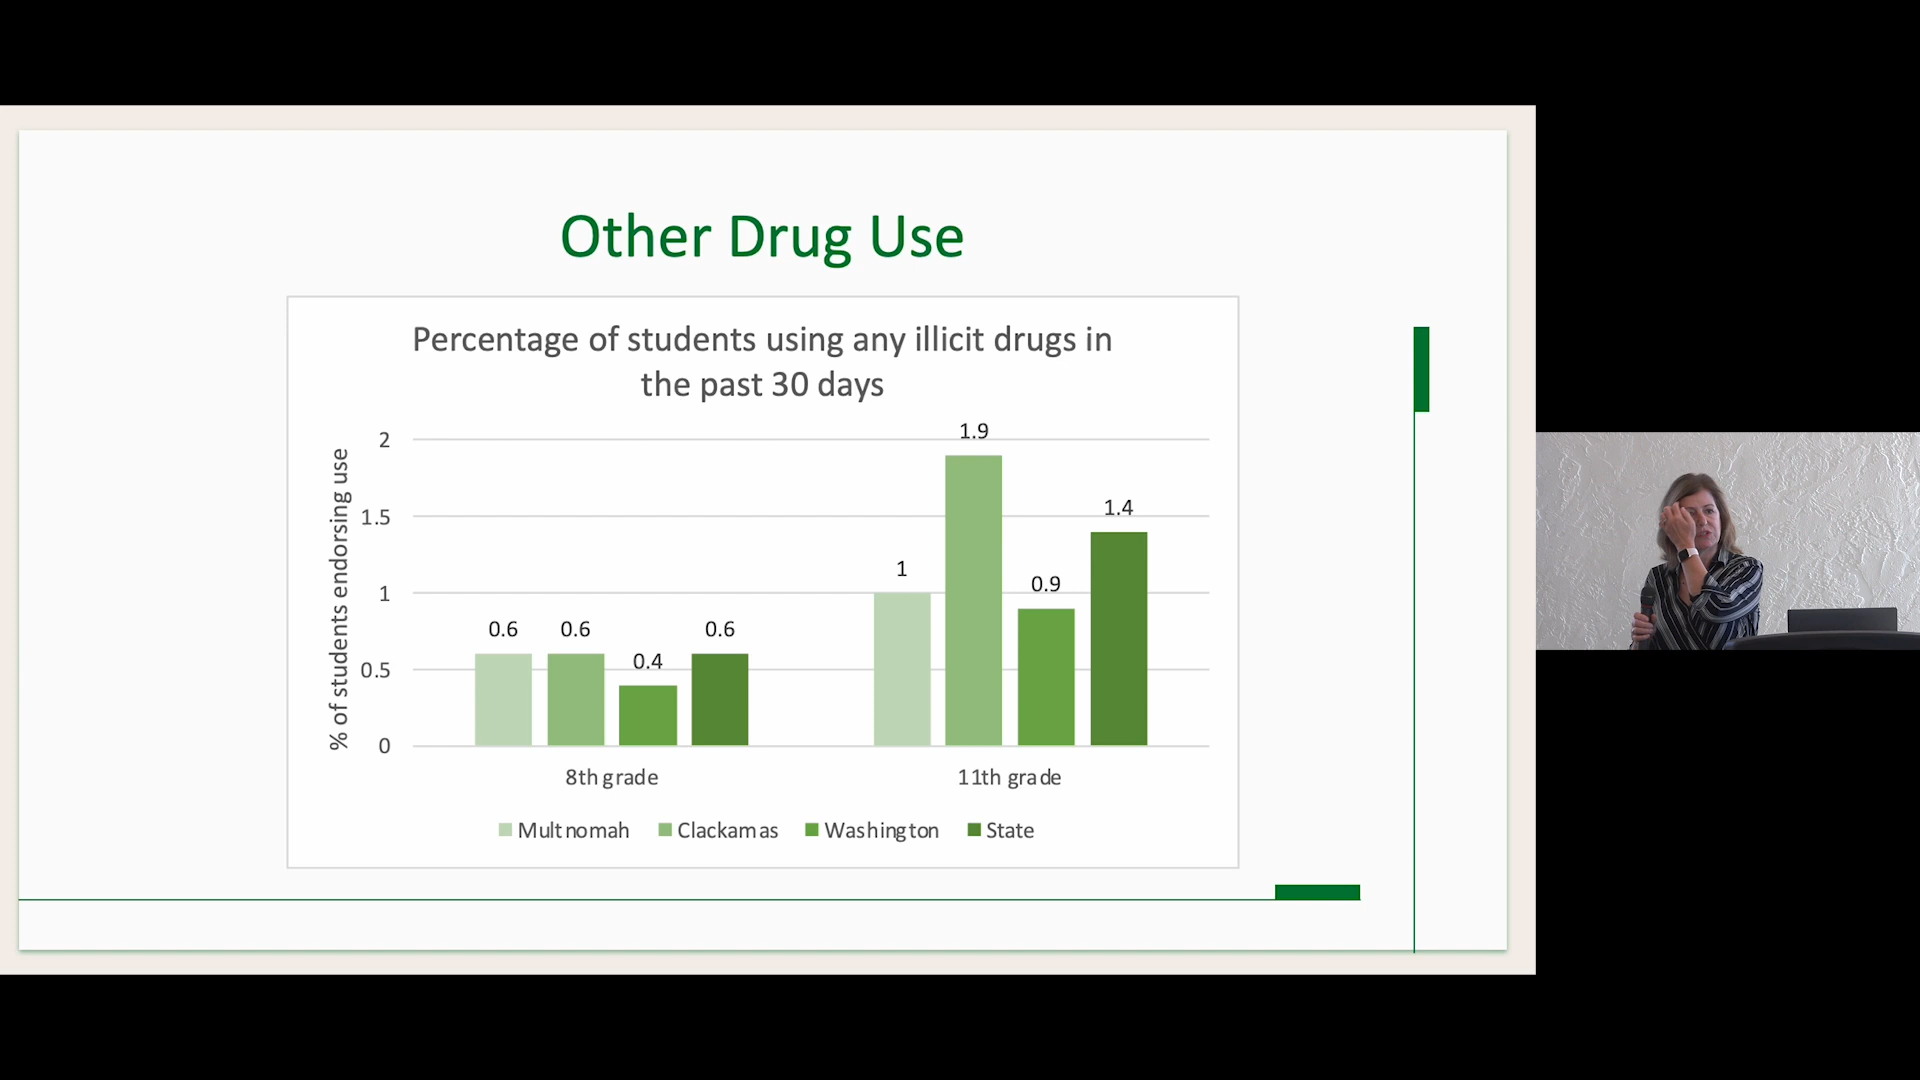 Other Drug Use
Percentage of students using any illicit drugs in
the past 30 days
% of students endorsing use
2
1.5
1
0.5
0
0.6
0.6
0.4
0.6
1
1.9
0.9
1.4
8th grade
11th grade
Multnomah
Clackamas
Washington
State